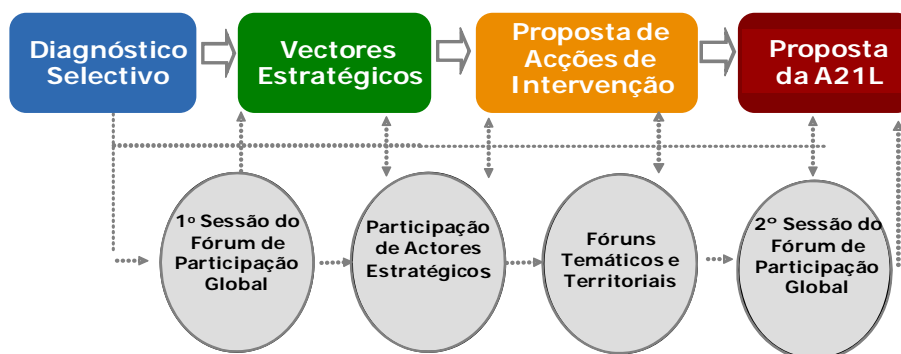 Diagnóstico
Selectivo
Vectores
Estratégicos
Proposta de
Acções de
Intervenção
Proposta
da A21L
1º Sessão do
Fórum de
Participação
Global
Participação
de Actores
Estratégicos
Fóruns
Temáticos e
Territoriais
2º Sessão do
Fórum de
Participação
Global